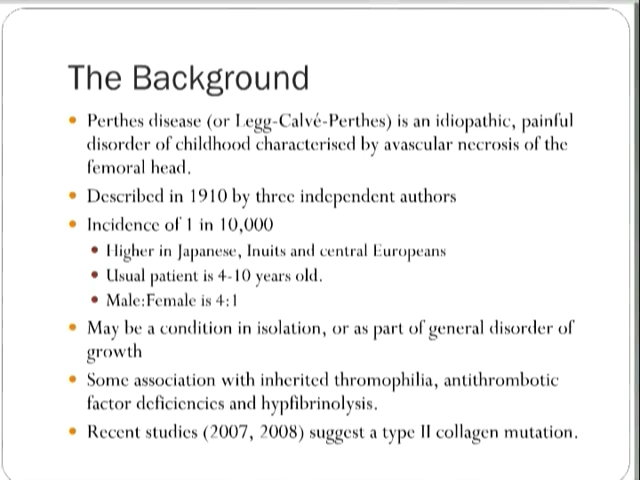 The Background
• Perthes disease (or Legg-Calvé-Perthes) is an idiopathic, painful
disorder of childhood characterised by avascular necrosis of the
femoral head.
• Described in 1910 by three independent authors
• Incidence of 1 in 10,000
• Higher in Japanese, Inuits and central Europeans
• Usual patient is 4-10 years old.
• Male:Female is 4:1
• May be a condition in isolation, or as part of general disorder of
growth
• Some association with inherited thromophilia, antithrombotic
factor deficiencies and hypfibrinolysis.
• Recent studies (2007, 2008) suggest a type II collagen mutation.